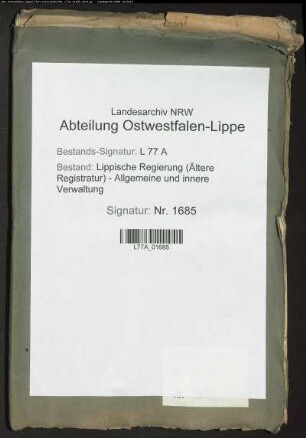 Landesarchiv NRW
Abteilung Ostwestfalen-Lippe
Bestands-Signatur: L 77 A
Bestand: Lippische Regierung (Ältere
Registratur) - Allgemeine und innere
Verwaltung
Signatur: Nr. 1685
L77A_01685